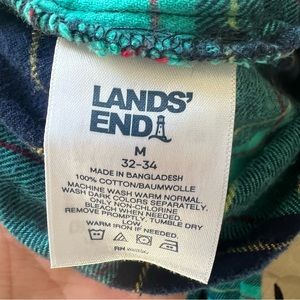 LANDS'
END
M
32-34
MADE IN BANGLADESH
100% COTTON/BAUMWOLLE
MACHINE WASH WARM NORMAL.
WASH DARK COLORS SEPARATELY.
ONLY NON-CHLORINE
BLEACH WHEN NEEDED.
REMOVE PROMPTLY. TUMBLE DRY
LOW
WARM IRON IF NEEDED.